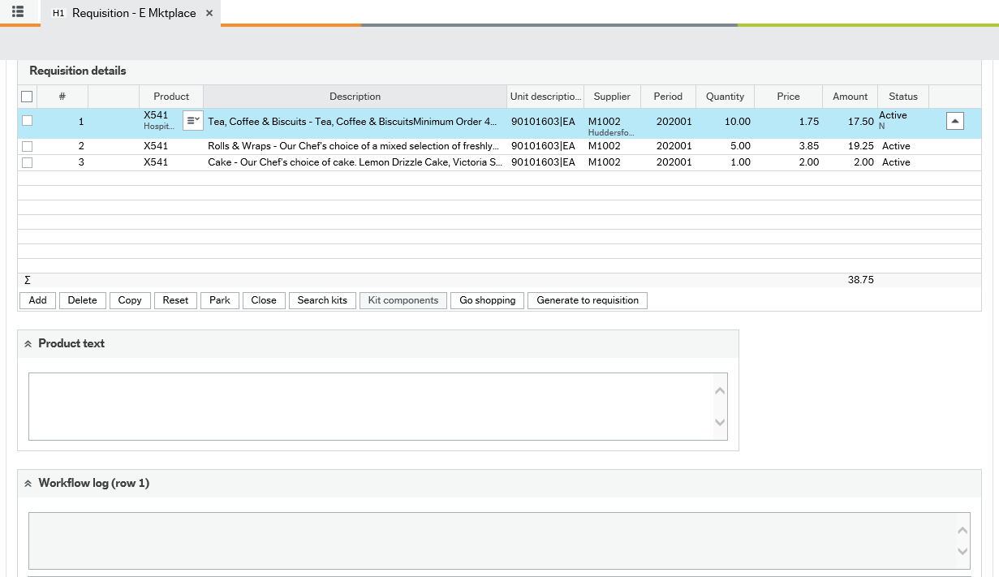 H1 Requisition - E Mktplace ×
Requisition details
# Product Description Unit descriptio... Supplier Period Quantity Price Amount Status
1 X541 Tea, Coffee & Biscuits - Tea, Coffee & BiscuitsMinimum Order 4... 90101603|EA M1002 202001 10.00 1.75 17.50 Active
Hospit... Huddersfo... N
2 X541 Rolls & Wraps - Our Chef's choice of a mixed selection of freshly... 90101603|EA M1002 202001 5.00 3.85 19.25 Active
3 X541 Cake - Our Chef's choice of cake. Lemon Drizzle Cake, Victoria S... 90101603|EA M1002 202001 1.00 2.00 2.00 Active
Σ 38.75
Add Delete Copy Reset Park Close Search kits Kit components Go shopping Generate to requisition
Product text
Workflow log (row 1)